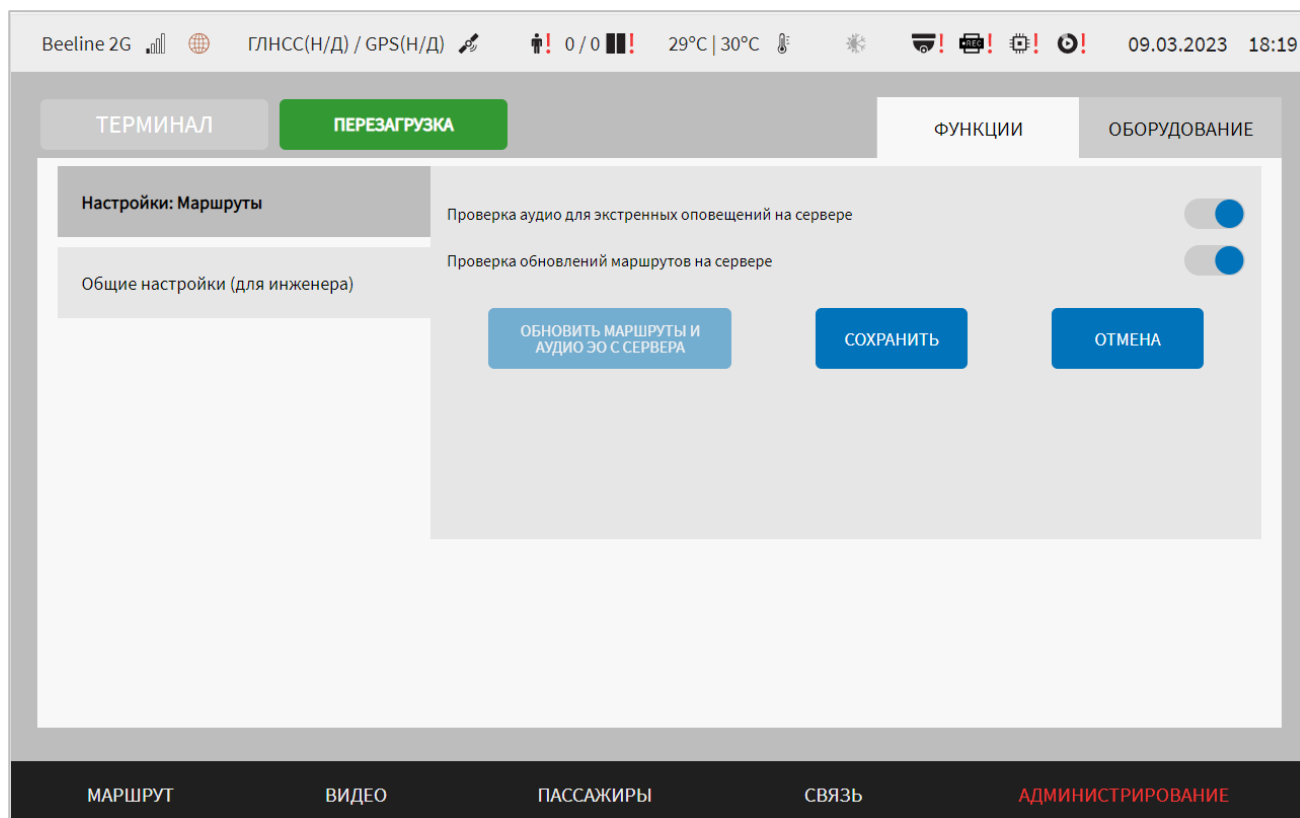 Beeline 2G ГЛНСС(Н/Д) / GPS(Н/Д) ! 0 / 0 ! 29°C | 30°C ! REC ! ! ! 09.03.2023 18:19
ТЕРМИНАЛ ПЕРЕЗАГРУЗКА ФУНКЦИИ ОБОРУДОВАНИЕ
Настройки: Маршруты
Общие настройки (для инженера)
Проверка аудио для экстренных оповещений на сервере
Проверка обновлений маршрутов на сервере
ОБНОВИТЬ МАРШРУТЫ И
АУДИО ЭО С СЕРВЕРА
СОХРАНИТЬ
ОТМЕНА
МАРШРУТ ВИДЕО ПАССАЖИРЫ СВЯЗЬ АДМИНИСТРИРОВАНИЕ